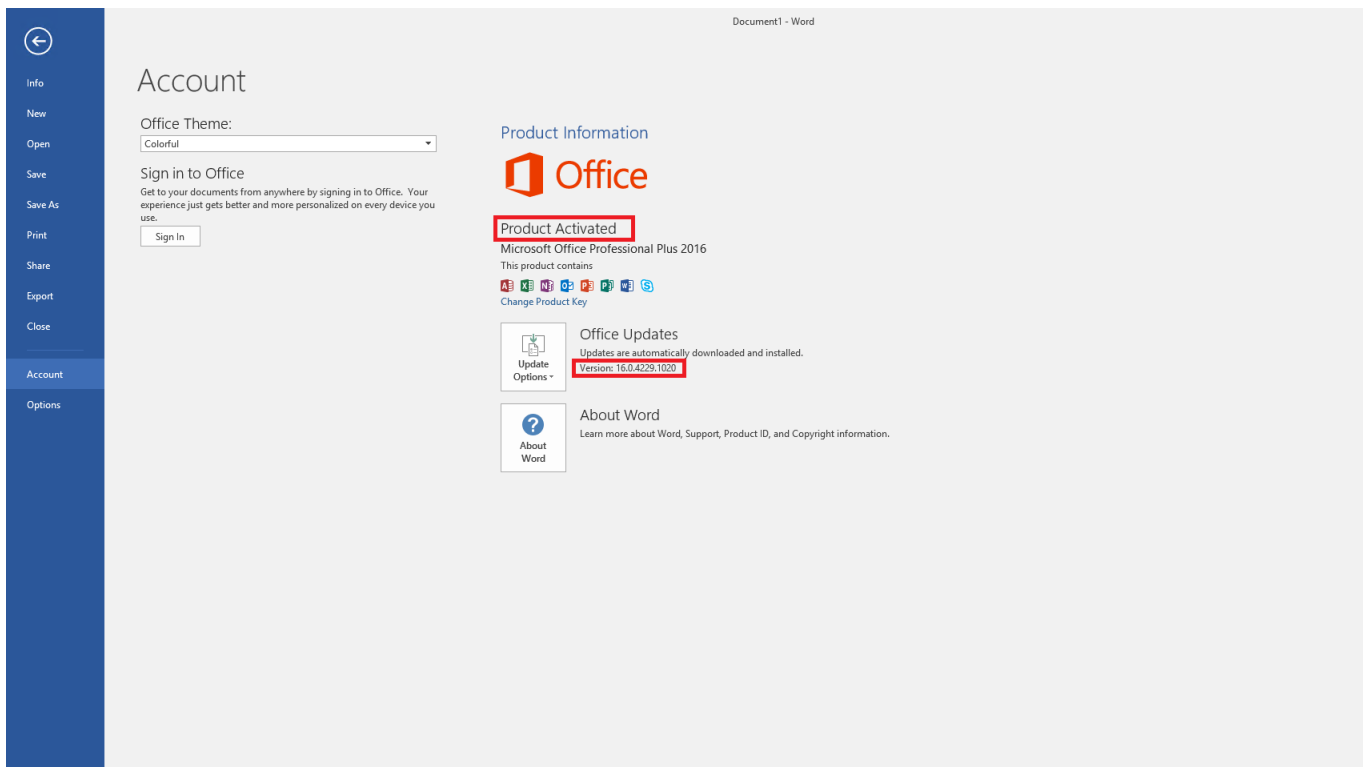 Document1 - Word
Info
New
Open
Save
Save As
Print
Share
Export
Close
Account
Options
Account
Office Theme:
Colorful
Sign in to Office
Get to your documents from anywhere by signing in to Office. Your
experience just gets better and more personalized on every device you
use.
Sign In
Product Information
Office
Product Activated
Microsoft Office Professional Plus 2016
This product contains
Change Product Key
Update
Options
Office Updates
Updates are automatically downloaded and installed.
Version: 16.0.4229.1020
About
Word
About Word
Learn more about Word, Support, Product ID, and Copyright information.